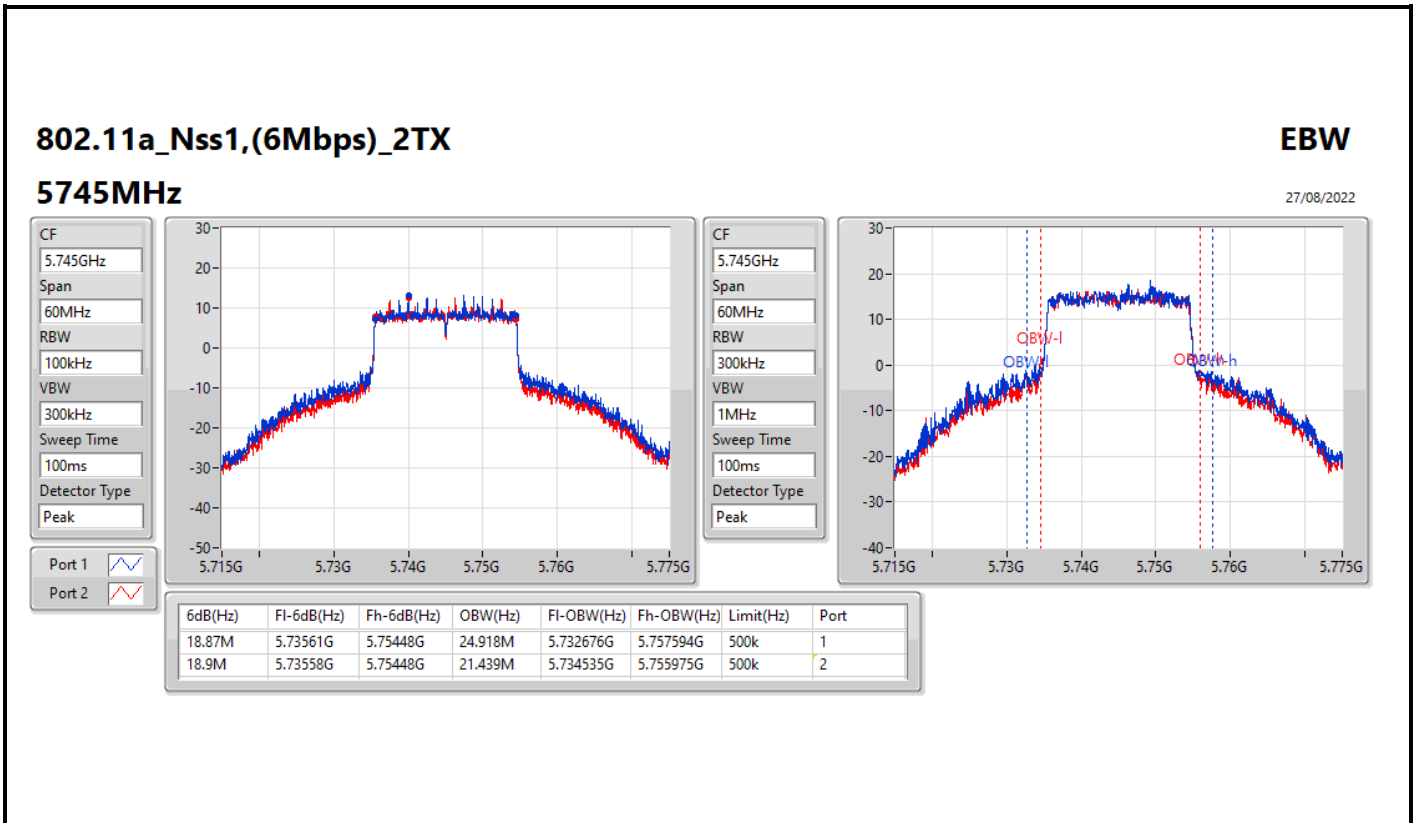 802.11a_Nss1,(6Mbps)_2TX
EBW
5745MHz
27/08/2022
CF
5.745GHz
Span
60MHz
RBW
100kHz
VBW
300kHz
Sweep Time
100ms
Detector Type
Peak
Port 1
Port 2
30
20
10
0
-10
-20
-30
-40
-50
5.715G 5.73G 5.74G 5.75G 5.76G 5.775G
CF
5.745GHz
Span
60MHz
RBW
300kHz
VBW
1MHz
Sweep Time
100ms
Detector Type
Peak
30
20
10
0
-10
-20
-30
-40
OBW-l
OBW-l
OBW-h
OBW-h
5.715G 5.73G 5.74G 5.75G 5.76G 5.775G
6dB(Hz) Fl-6dB(Hz) Fh-6dB(Hz) OBW(Hz) Fl-OBW(Hz) Fh-OBW(Hz) Limit(Hz) Port
18.87M 5.73561G 5.75448G 24.918M 5.732676G 5.757594G 500k 1
18.9M 5.73558G 5.75448G 21.439M 5.734535G 5.755975G 500k 2